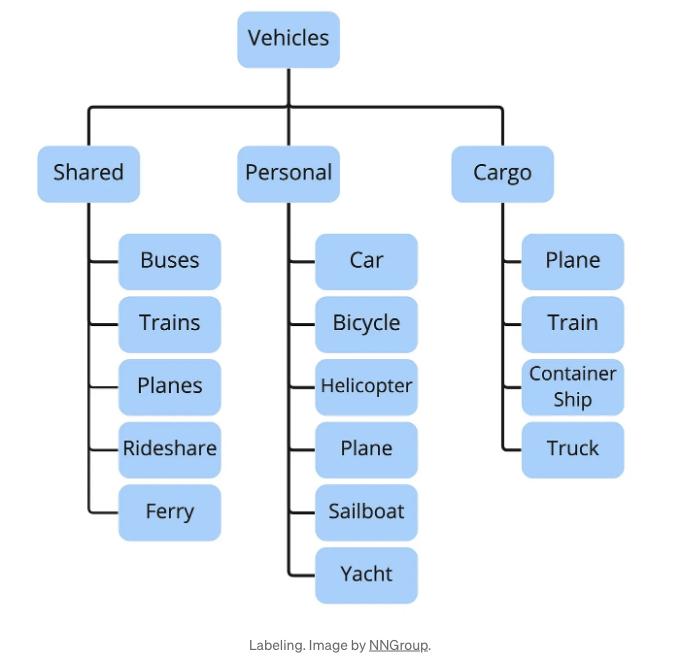 Vehicles
Shared
Personal
Cargo
Buses
Trains
Planes
Rideshare
Ferry
Car
Bicycle
Helicopter
Plane
Sailboat
Yacht
Plane
Train
Container
Ship
Truck
Labeling. Image by NNGroup.